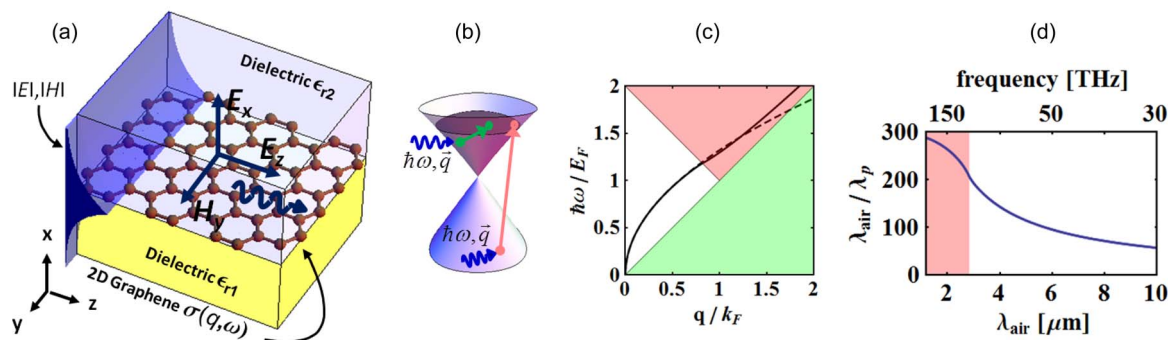 (a)
Dielectric ϵr2
|E|,|H|
Ex
Ez
Hy
Dielectric ϵr1
2D Graphene σ(q,ω)
x
z
y
(b)
ħω,q⃗
ħω,q⃗
(c)
ħω/EF
2
1.5
1
0.5
0
0 0.5 1 1.5 2
q/kF
(d)
frequency [THz]
150 50 30
λair/λp
300
200
100
0
2 4 6 8 10
λair [μm]